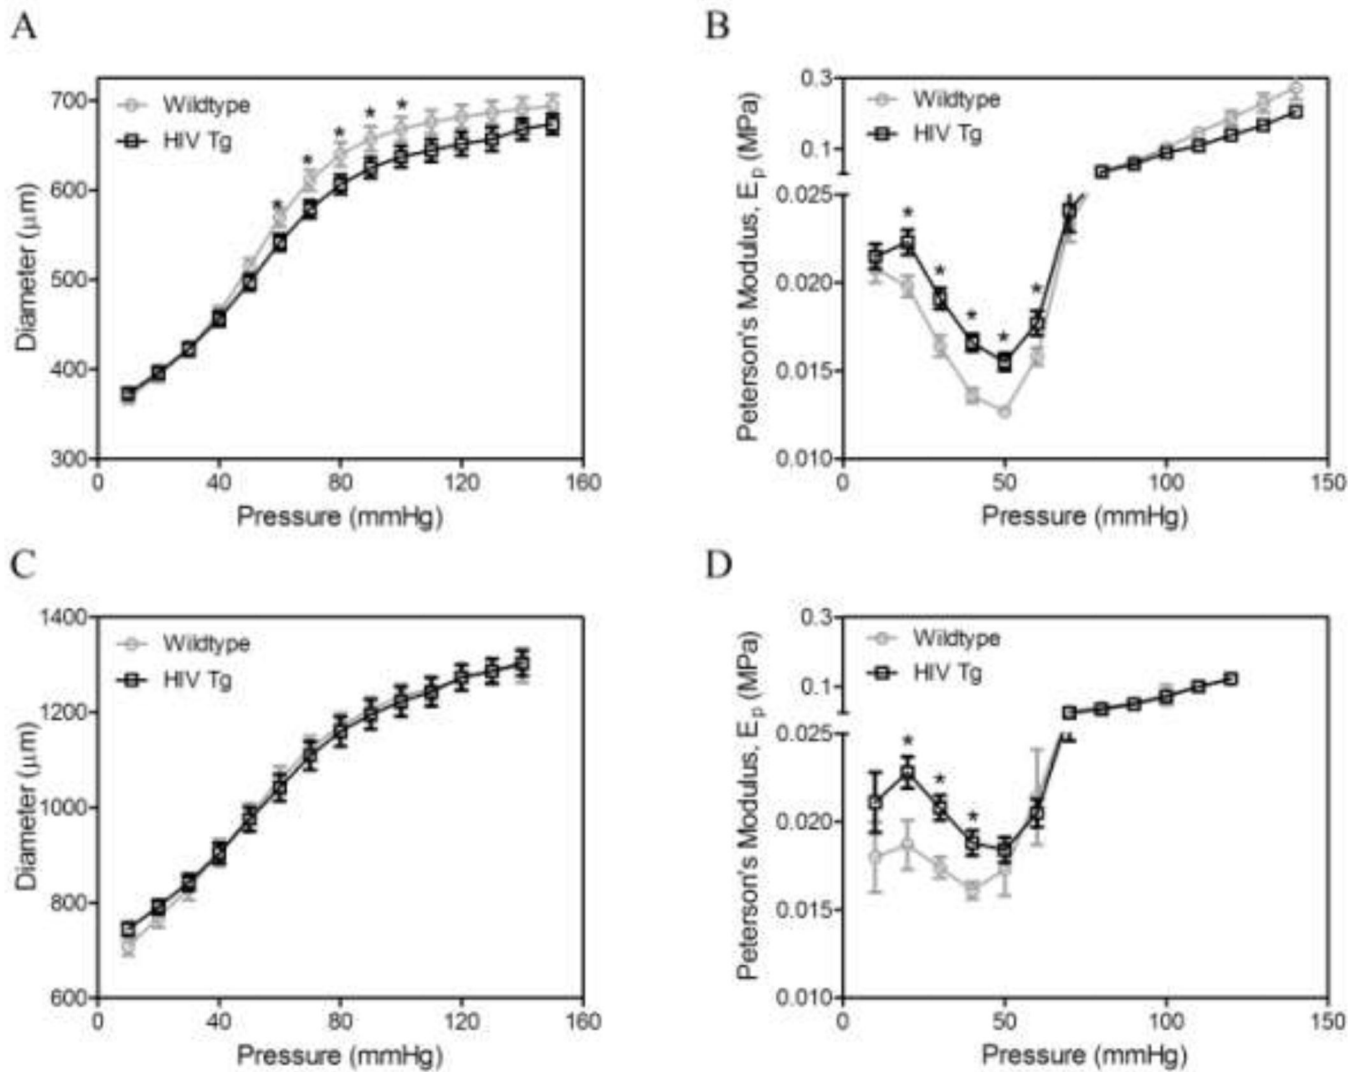 A
B
700
600
500
400
300
Diameter (μm)
Wildtype
HIV Tg
* * * * *
0 40 80 120 160
Pressure (mmHg)
0.3
0.1
0.025
0.020
0.015
0.010
Peterson's Modulus, Ep (MPa)
Wildtype
HIV Tg
* * * * *
0 50 100 150
Pressure (mmHg)
C
D
1400
1200
1000
800
600
Diameter (μm)
Wildtype
HIV Tg
0 40 80 120 160
Pressure (mmHg)
0.3
0.1
0.025
0.020
0.015
0.010
Peterson's Modulus, Ep (MPa)
Wildtype
HIV Tg
* * *
0 50 100 150
Pressure (mmHg)